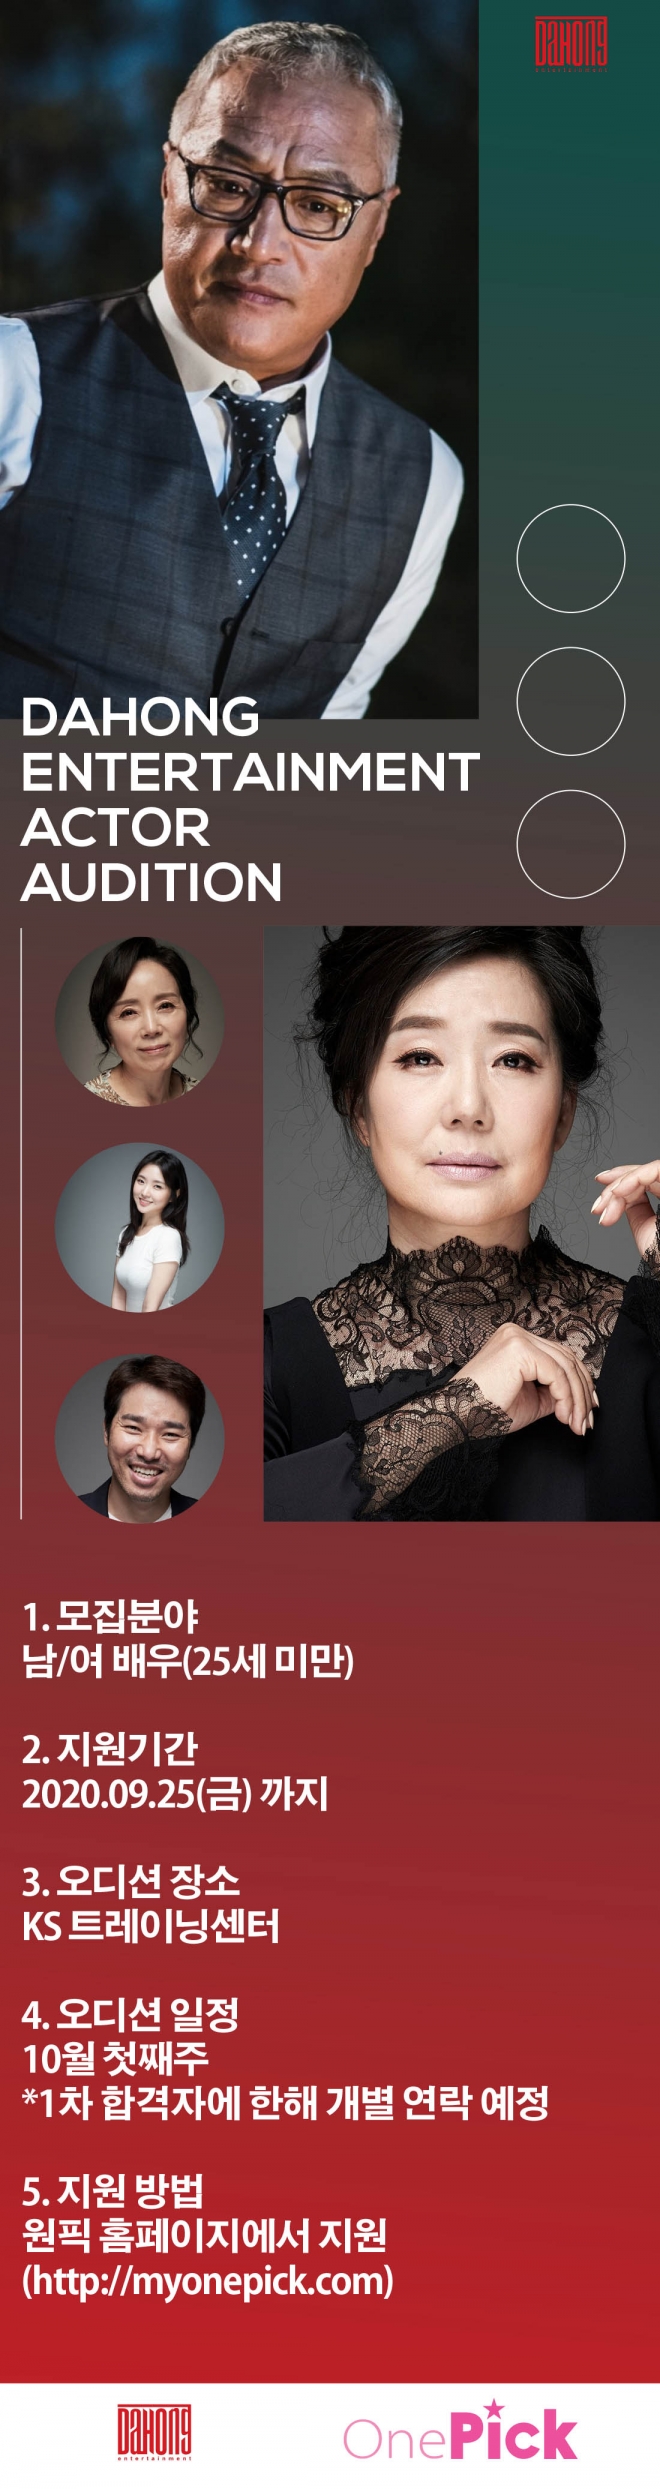 DAHONG
entertainment
DAHONG
ENTERTAINMENT
ACTOR
AUDITION
1. 모집분야
남/여 배우(25세 미만)
2. 지원기간
2020.09.25(금) 까지
3. 오디션 장소
KS 트레이닝센터
4. 오디션 일정
10월 첫째주
*1차 합격자에 한해 개별 연락 예정
5. 지원 방법
원픽 홈페이지에서 지원
(http://myonepick.com)
DAHONG
entertainment
OnePick